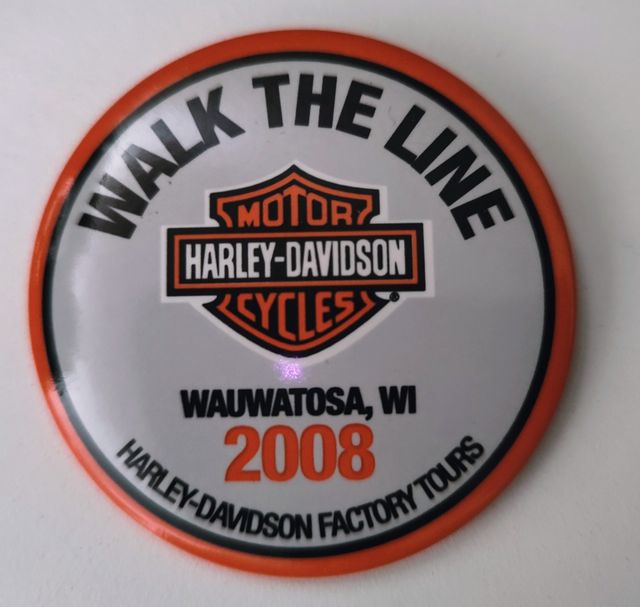 WALK THE LINE
MOTOR
HARLEY-DAVIDSON
CYCLES
®
WAUWATOSA, WI
2008
HARLEY-DAVIDSON FACTORY TOURS